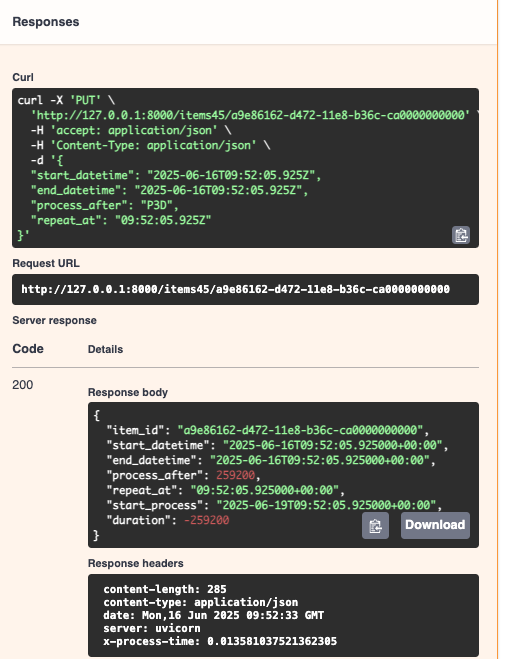 Responses
Curl
curl -X 'PUT' \
'http://127.0.0.1:8000/items45/a9e86162-d472-11e8-b36c-ca0000000000' \
-H 'accept: application/json' \
-H 'Content-Type: application/json' \
-d '{
"start_datetime": "2025-06-16T09:52:05.925Z",
"end_datetime": "2025-06-16T09:52:05.925Z",
"process_after": "P3D",
"repeat_at": "09:52:05.925Z"
}'
Request URL
http://127.0.0.1:8000/items45/a9e86162-d472-11e8-b36c-ca0000000000
Server response
Code Details
200
Response body
{
"item_id": "a9e86162-d472-11e8-b36c-ca0000000000",
"start_datetime": "2025-06-16T09:52:05.925000+00:00",
"end_datetime": "2025-06-16T09:52:05.925000+00:00",
"process_after": 259200,
"repeat_at": "09:52:05.925000+00:00",
"start_process": "2025-06-19T09:52:05.925000+00:00",
"duration": -259200
}
Download
Response headers
content-length: 285
content-type: application/json
date: Mon,16 Jun 2025 09:52:33 GMT
server: uvicorn
x-process-time: 0.013581037521362305